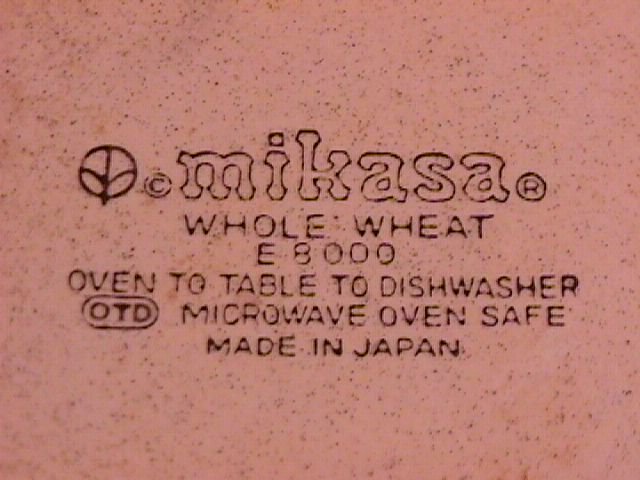 © mikasa ®
WHOLE WHEAT
E 8000
OVEN TO TABLE TO DISHWASHER
OTD MICROWAVE OVEN SAFE
MADE IN JAPAN